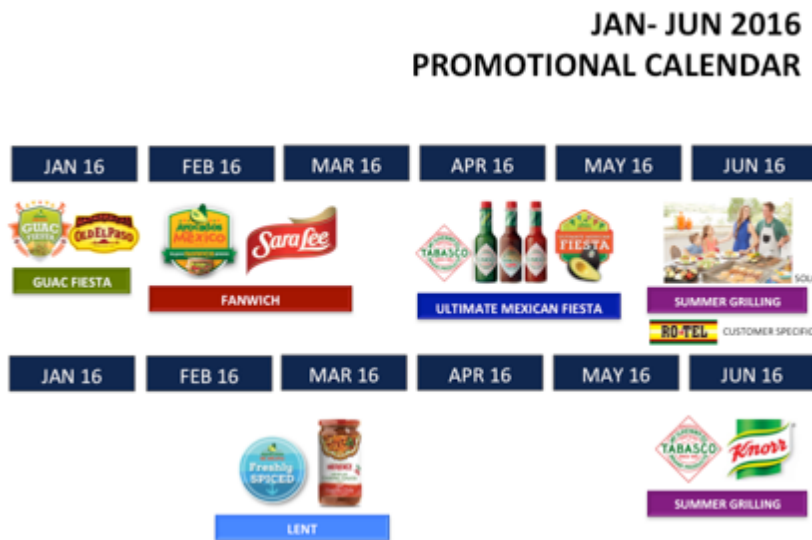 JAN- JUN 2016
PROMOTIONAL CALENDAR
JAN 16
FEB 16
MAR 16
APR 16
MAY 16
JUN 16
GUAC
FIESTA
OLD EL PASO
Avocados
MEXICO
Sara Lee
TABASCO
FIESTA
GUAC FIESTA
FANWICH
ULTIMATE MEXICAN FIESTA
SUMMER GRILLING
RO-TEL CUSTOMER SPECIFIC
JAN 16
FEB 16
MAR 16
APR 16
MAY 16
JUN 16
Freshly
SPICED
TABASCO
Knorr
LENT
SUMMER GRILLING